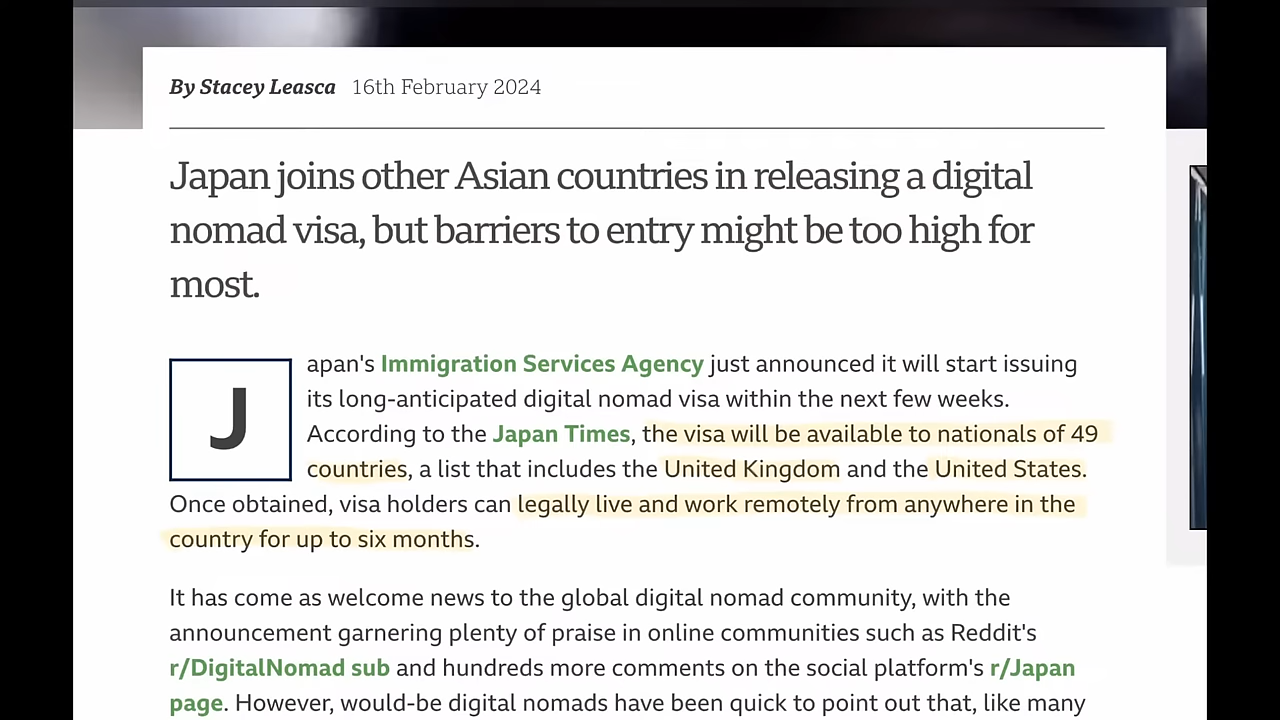 By Stacey Leasca 16th February 2024
Japan joins other Asian countries in releasing a digital
nomad visa, but barriers to entry might be too high for
most.
Japan's Immigration Services Agency just announced it will start issuing
its long-anticipated digital nomad visa within the next few weeks.
According to the Japan Times, the visa will be available to nationals of 49
countries, a list that includes the United Kingdom and the United States.
Once obtained, visa holders can legally live and work remotely from anywhere in the
country for up to six months.
It has come as welcome news to the global digital nomad community, with the
announcement garnering plenty of praise in online communities such as Reddit's
r/DigitalNomad sub and hundreds more comments on the social platform's r/Japan
page. However, would-be digital nomads have been quick to point out that, like many